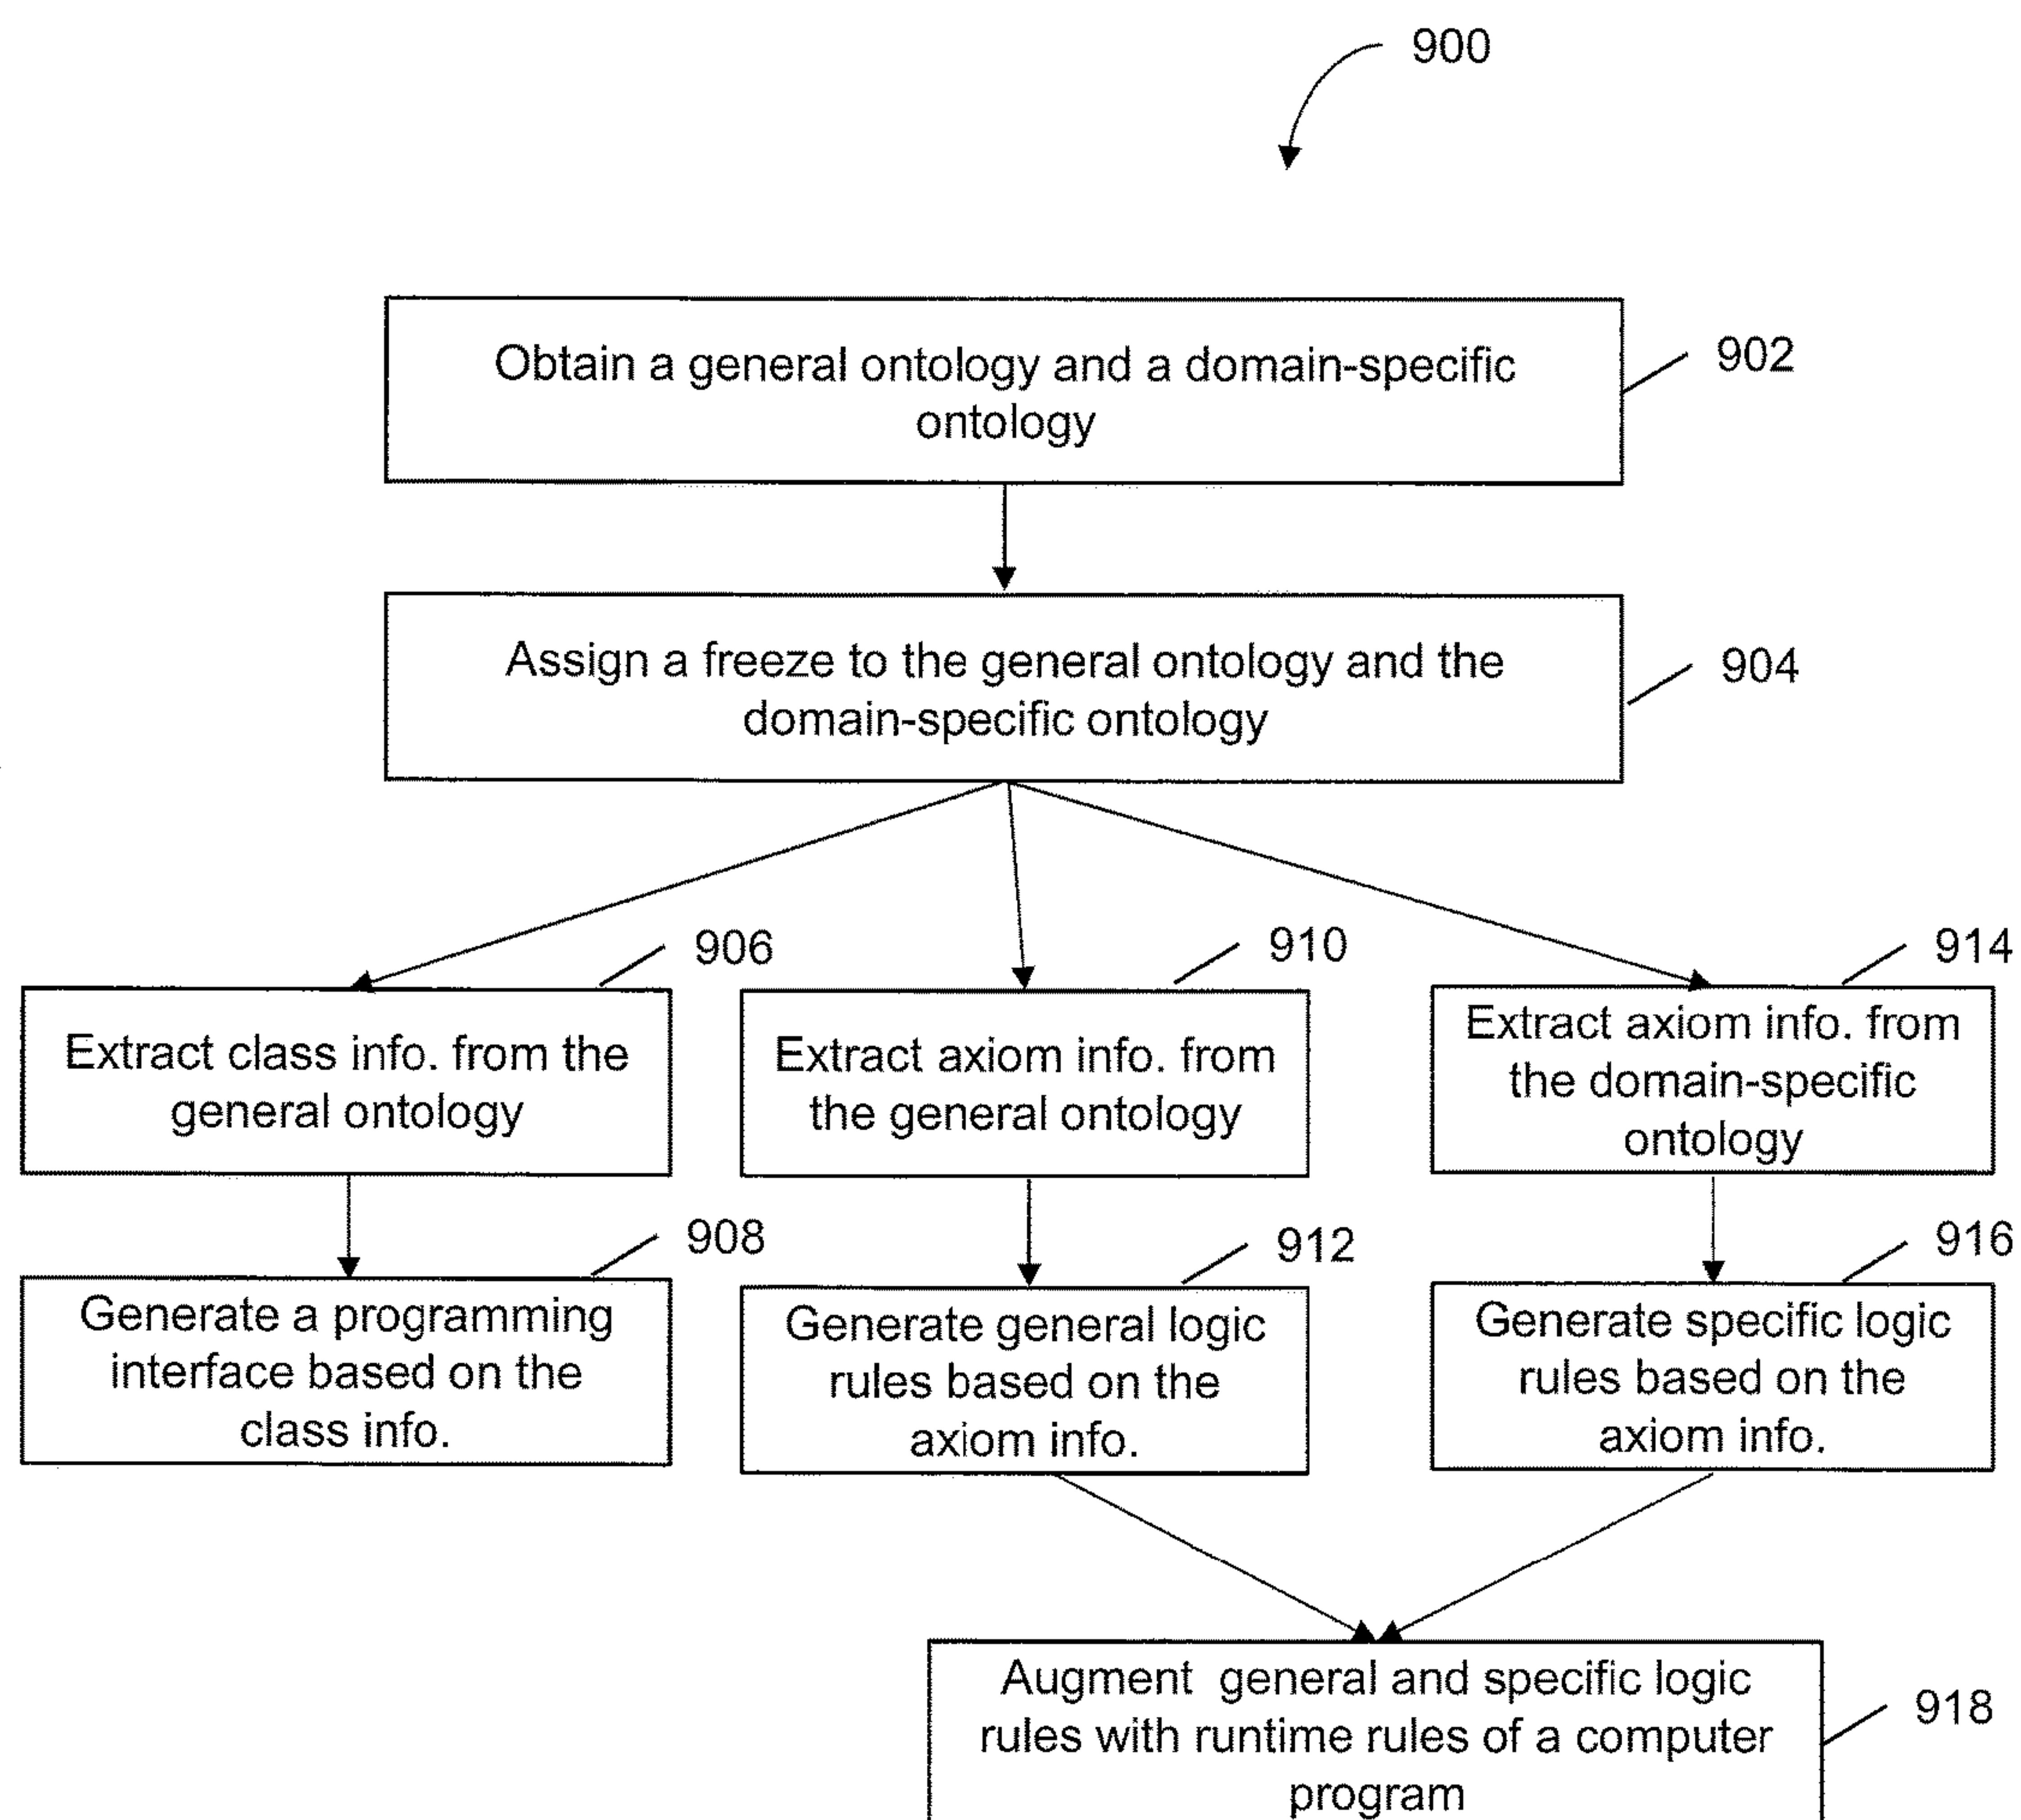 900
Obtain a general ontology and a domain-specific
ontology
902
Assign a freeze to the general ontology and the
domain-specific ontology
904
906
Extract class info. from the
general ontology
910
Extract axiom info. from
the general ontology
914
Extract axiom info. from
the domain-specific
ontology
908
Generate a programming
interface based on the
class info.
912
Generate general logic
rules based on the
axiom info.
916
Generate specific logic
rules based on the
axiom info.
Augment general and specific logic
rules with runtime rules of a computer
program
918